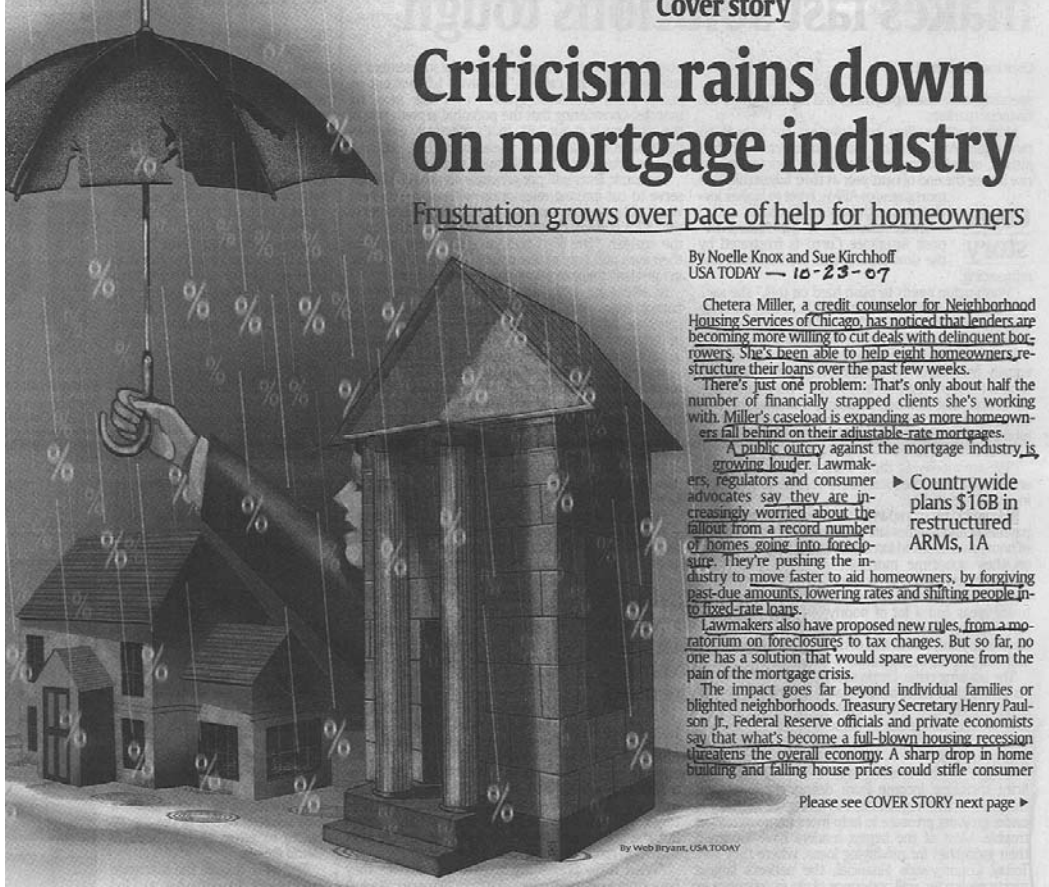 Cover story
Criticism rains down
on mortgage industry
Frustration grows over pace of help for homeowners
By Noelle Knox and Sue Kirchhoff
USA TODAY — 10-23-07
Chetera Miller, a credit counselor for Neighborhood
Housing Services of Chicago, has noticed that lenders are
becoming more willing to cut deals with delinquent bor-
rowers. She's been able to help eight homeowners re-
structure their loans over the past few weeks.
There's just one problem: That's only about half the
number of financially strapped clients she's working
with. Miller's caseload is expanding as more homeown-
ers fall behind on their adjustable-rate mortgages.
A public outcry against the mortgage industry is
growing louder. Lawmak-
ers, regulators and consumer
advocates say they are in-
creasingly worried about the
fallout from a record number
of homes going into foreclo-
sure. They're pushing the in-
dustry to move faster to aid homeowners, by forgiving
past-due amounts, lowering rates and shifting people in-
to fixed-rate loans.
▶ Countrywide
plans $16B in
restructured
ARMs, 1A
Lawmakers also have proposed new rules, from a mo-
ratorium on foreclosures to tax changes. But so far, no
one has a solution that would spare everyone from the
pain of the mortgage crisis.
The impact goes far beyond individual families or
blighted neighborhoods. Treasury Secretary Henry Paul-
son Jr., Federal Reserve officials and private economists
say that what's become a full-blown housing recession
threatens the overall economy. A sharp drop in home
building and falling house prices could stifle consumer
Please see COVER STORY next page ▶
By Web Bryant, USA TODAY